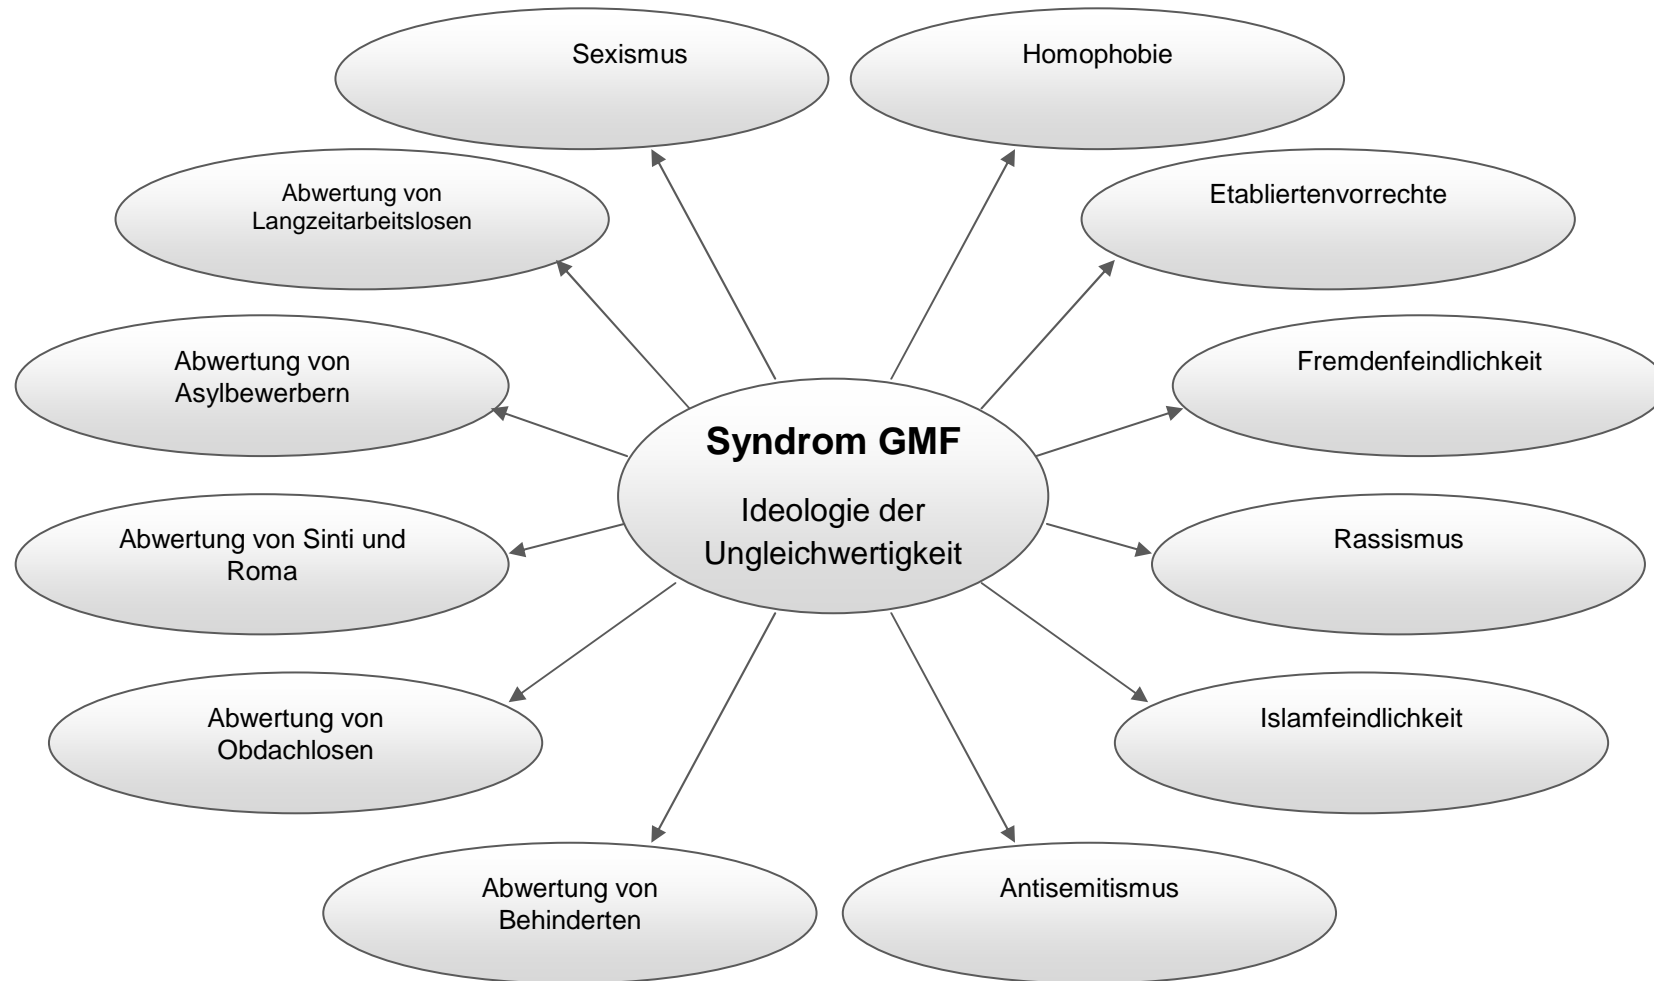 Sexismus
Homophobie
Abwertung von
Langzeitarbeitslosen
Etabliertenvorrechte
Abwertung von
Asylbewerbern
Fremdenfeindlichkeit
Syndrom GMF
Ideologie der
Ungleichwertigkeit
Abwertung von Sinti und
Roma
Rassismus
Abwertung von
Obdachlosen
Islamfeindlichkeit
Abwertung von
Behinderten
Antisemitismus